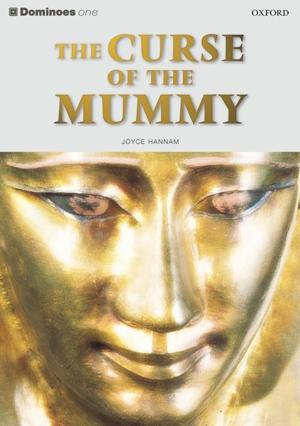 Dominoes one
OXFORD
THE CURSE
OF THE
MUMMY
JOYCE HANNAM